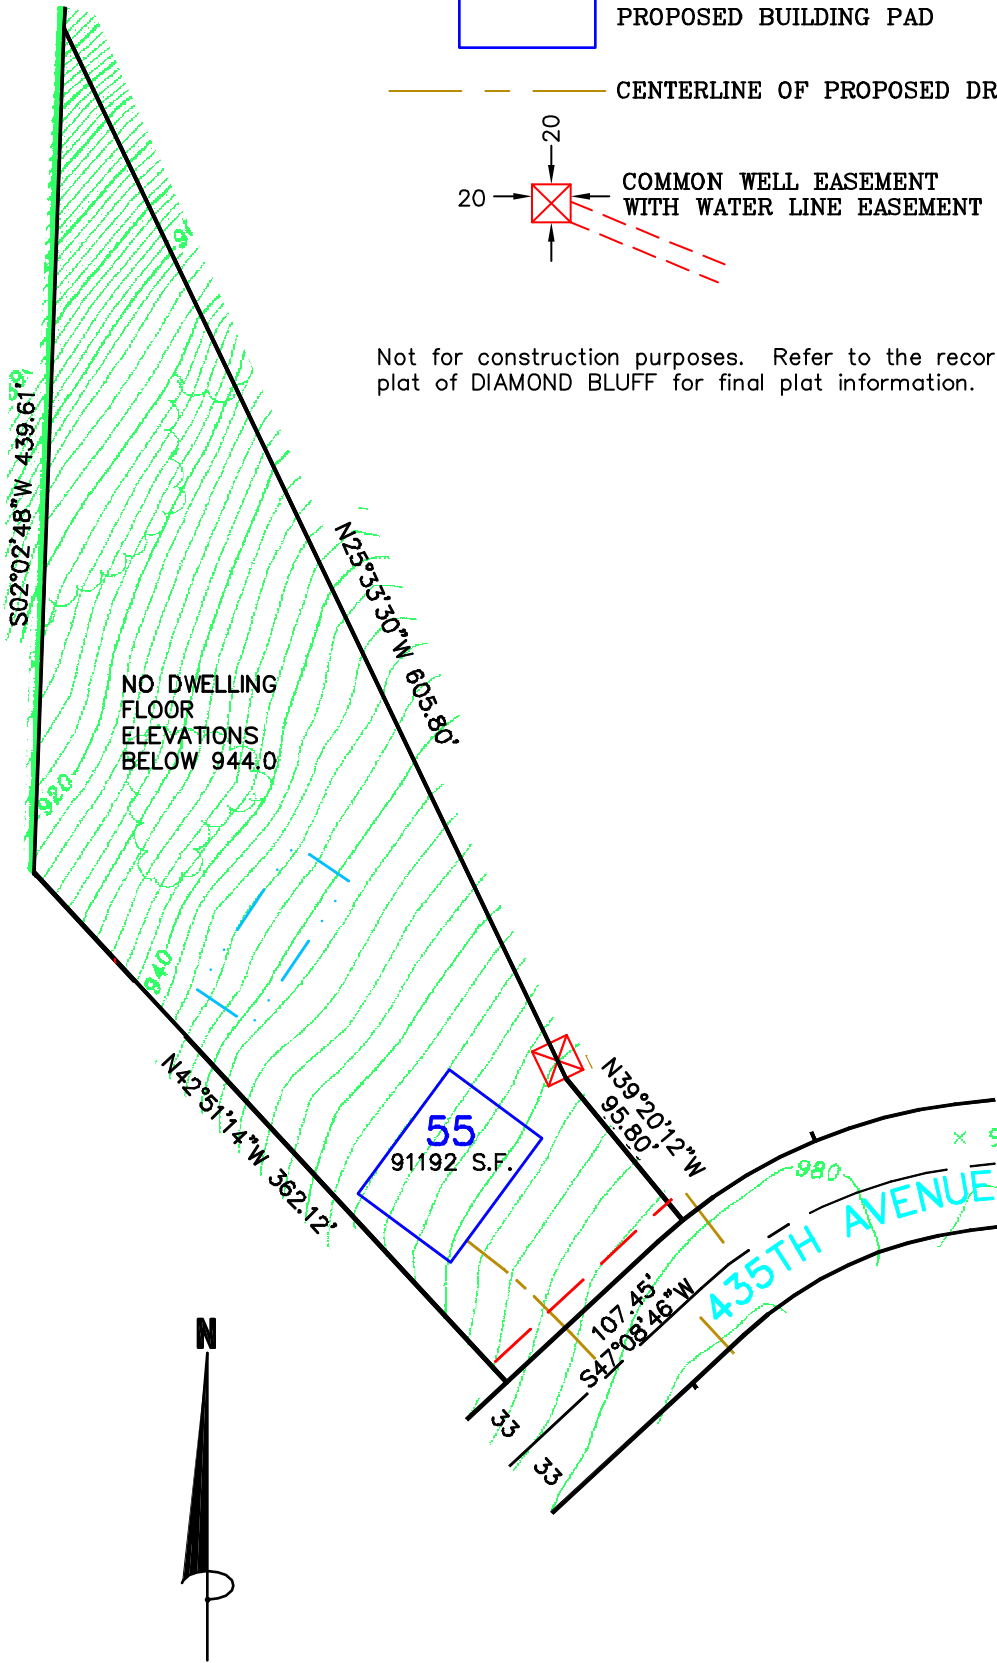 PROPOSED BUILDING PAD
CENTERLINE OF PROPOSED DR
20
20
COMMON WELL EASEMENT
WITH WATER LINE EASEMENT
Not for construction purposes. Refer to the recor
plat of DIAMOND BLUFF for final plat information.
S02°02'48"W 439.61'
N25°33'30"W 605.80'
NO DWELLING
FLOOR
ELEVATIONS
BELOW 944.0
920
940
N42°51'14"W 362.12'
55
91192 S.F.
N39°20'12"W
95.80'
980
435TH AVENUE
107.45'
S47°08'46"W
33
33
N